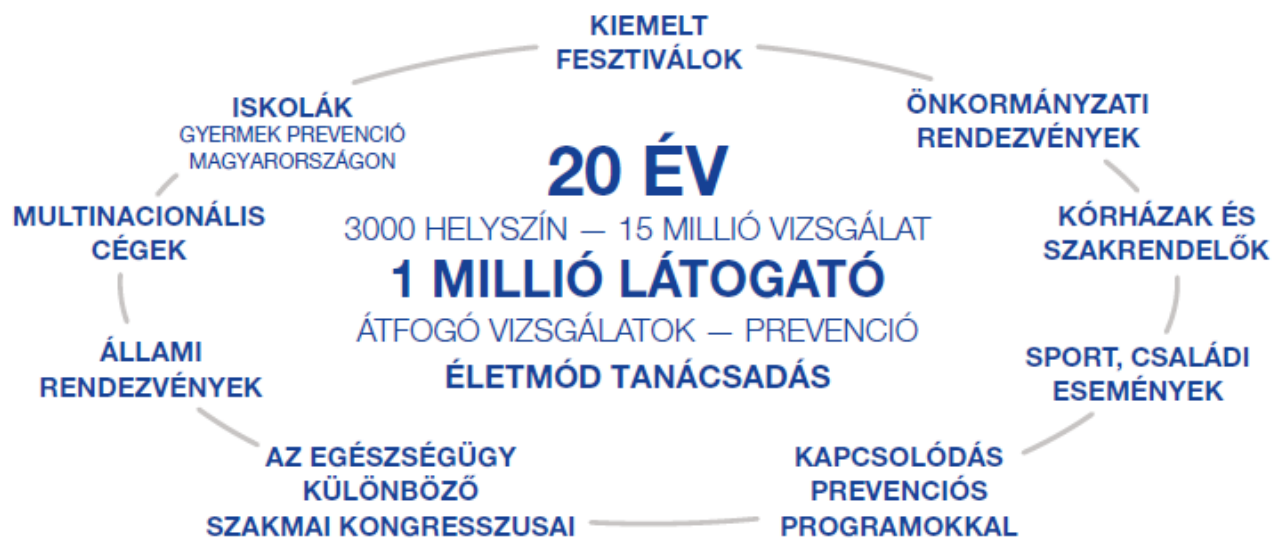 KIEMELT
FESZTIVÁLOK
ÖNKORMÁNYZATI
RENDEZVÉNYEK
KÓRHÁZAK ÉS
SZAKRENDELŐK
SPORT, CSALÁDI
ESEMÉNYEK
KAPCSOLÓDÁS
PREVENCIÓS
PROGRAMOKKAL
AZ EGÉSZSÉGÜGY
KÜLÖNBÖZŐ
SZAKMAI KONGRESSZUSAI
ÁLLAMI
RENDEZVÉNYEK
MULTINACIONÁLIS
CÉGEK
ISKOLÁK
GYERMEK PREVENCIÓ
MAGYARORSZÁGON
20 ÉV
3000 HELYSZÍN — 15 MILLIÓ VIZSGÁLAT
1 MILLIÓ LÁTOGATÓ
ÁTFOGÓ VIZSGÁLATOK — PREVENCIÓ
ÉLETMÓD TANÁCSADÁS